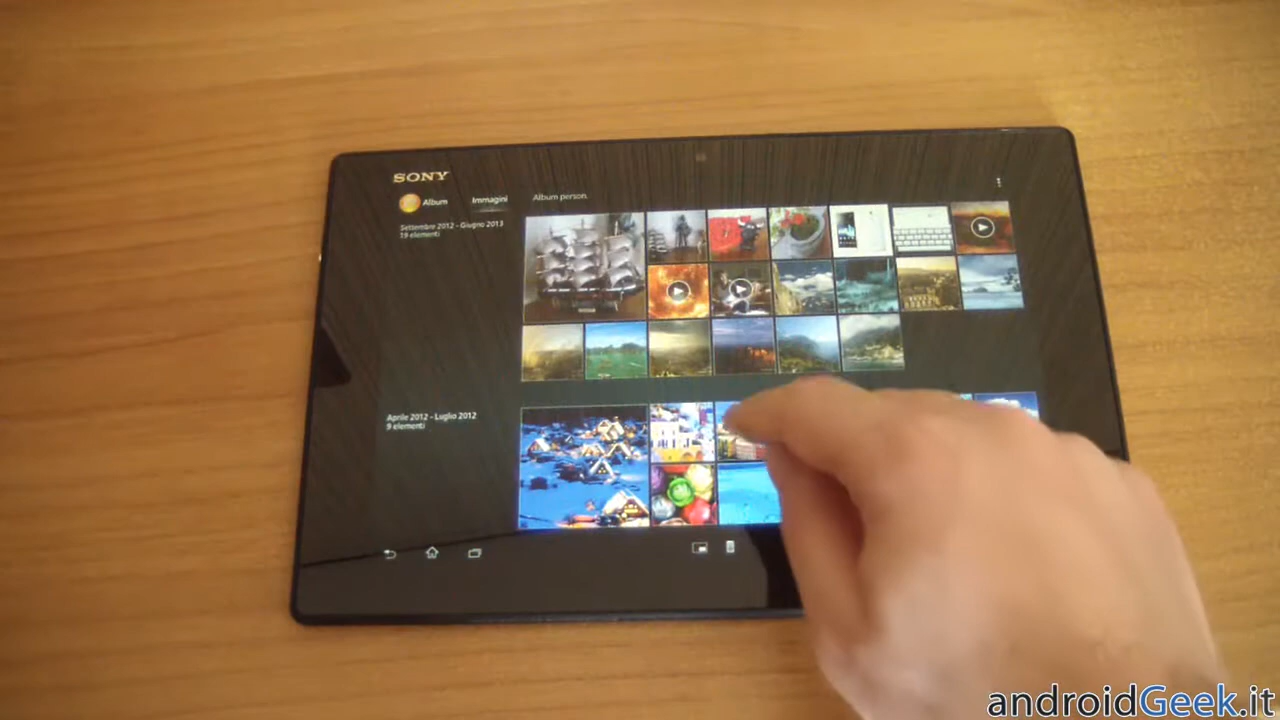 SONY
Album Immagini Album person.
Settembre 2012 - Giugno 2013
19 elementi
Aprile 2012 - Luglio 2012
9 elementi
androidGeek.it